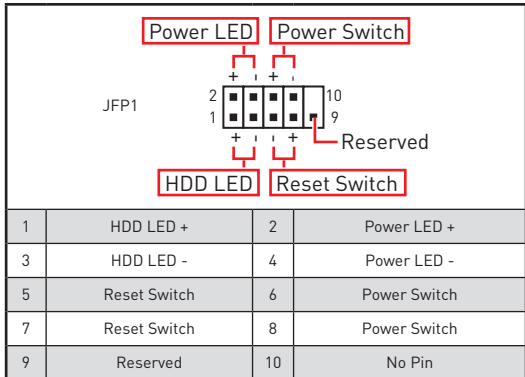 Power LED Power Switch
+ - + -
JFP1
2 10
1 9
+ - - +
Reserved
HDD LED Reset Switch
1 HDD LED + 2 Power LED +
3 HDD LED - 4 Power LED -
5 Reset Switch 6 Power Switch
7 Reset Switch 8 Power Switch
9 Reserved 10 No Pin